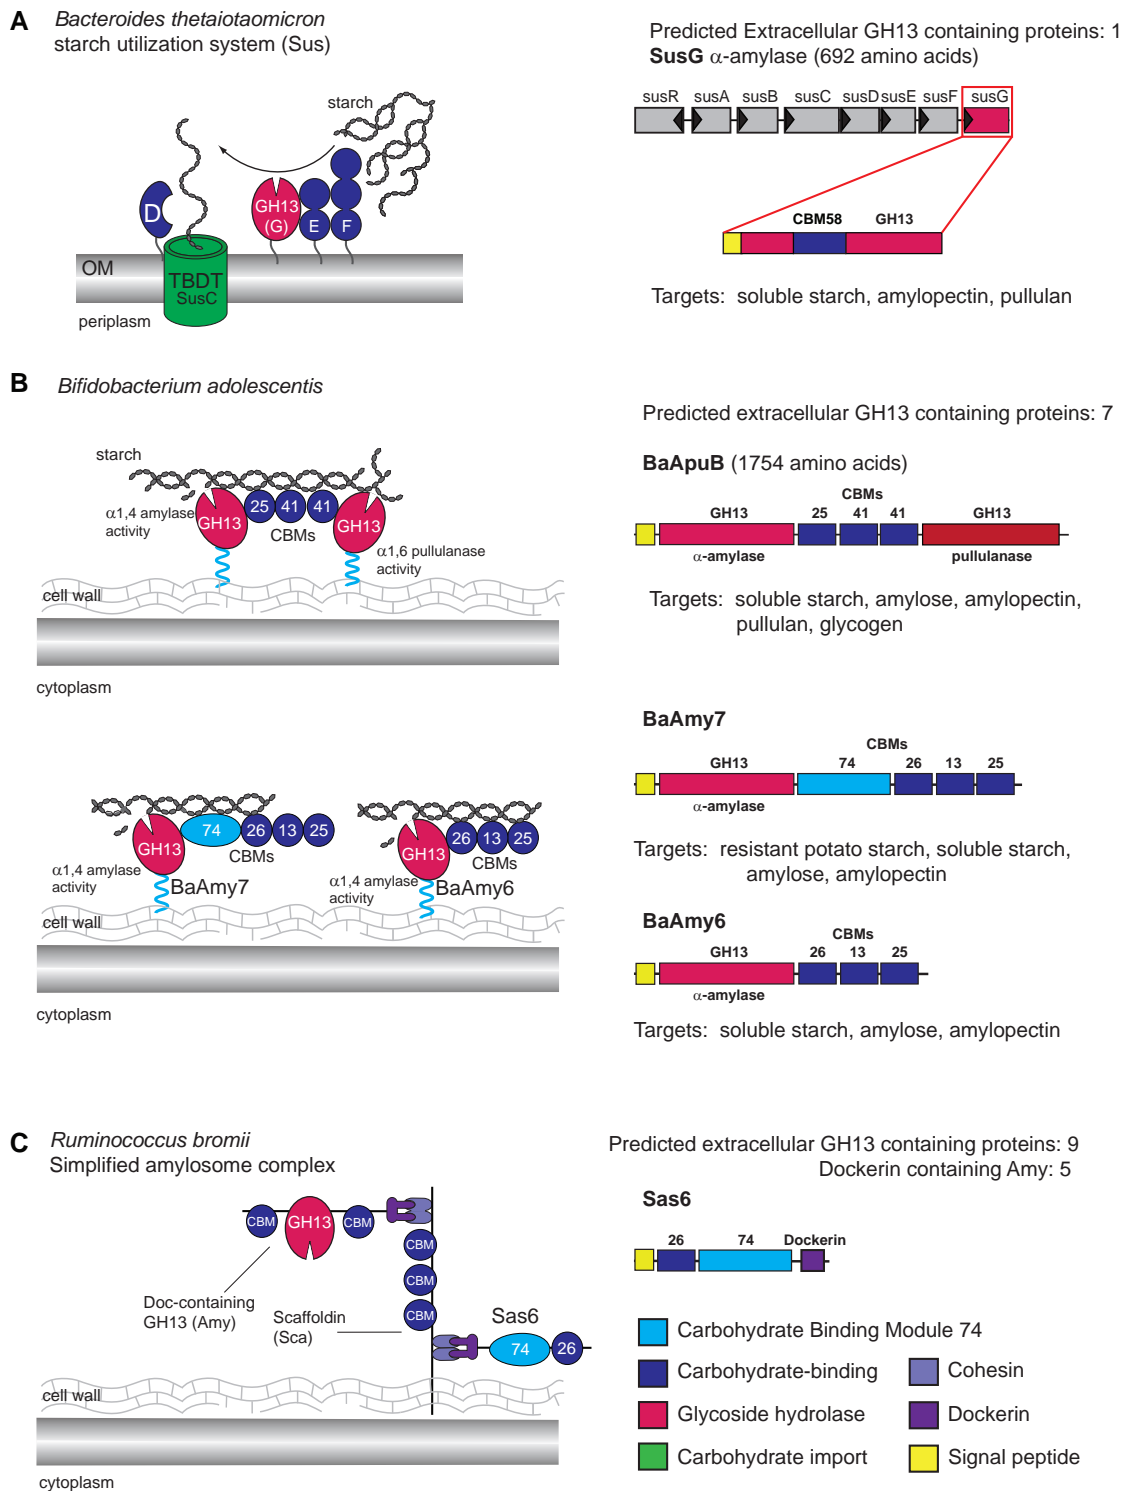 A
Bacteroides thetaiotaomicron
starch utilization system (Sus)
starch
D
GH13
(G)
E
F
OM
TBDT
SusC
periplasm
Predicted Extracellular GH13 containing proteins: 1
SusG α-amylase (692 amino acids)
susR susA susB susC susD susE susF susG
CBM58 GH13
Targets: soluble starch, amylopectin, pullulan
B
Bifidobacterium adolescentis
starch
α1,4 amylase
activity
GH13
25 41 41
CBMs
GH13
α1,6 pullulanase
activity
cell wall
cytoplasm
Predicted extracellular GH13 containing proteins: 7
BaApuB (1754 amino acids)
CBMs
GH13 25 41 41 GH13
α-amylase pullulanase
Targets: soluble starch, amylose, amylopectin,
pullulan, glycogen
74 26 13 25
GH13
CBMs
α1,4 amylase
activity
BaAmy7
26 13 25
GH13
CBMs
α1,4 amylase
activity
BaAmy6
cell wall
cytoplasm
BaAmy7
CBMs
GH13 74 26 13 25
α-amylase
Targets: resistant potato starch, soluble starch,
amylose, amylopectin
BaAmy6
CBMs
GH13 26 13 25
α-amylase
Targets: soluble starch, amylose, amylopectin
C
Ruminococcus bromii
Simplified amylosome complex
CBM GH13 CBM
CBM
CBM
CBM
Doc-containing
GH13 (Amy)
Scaffoldin
(Sca)
Sas6
74 26
cell wall
cytoplasm
Predicted extracellular GH13 containing proteins: 9
Dockerin containing Amy: 5
Sas6
26 74 Dockerin
Carbohydrate Binding Module 74
Carbohydrate-binding
Glycoside hydrolase
Carbohydrate import
Cohesin
Dockerin
Signal peptide